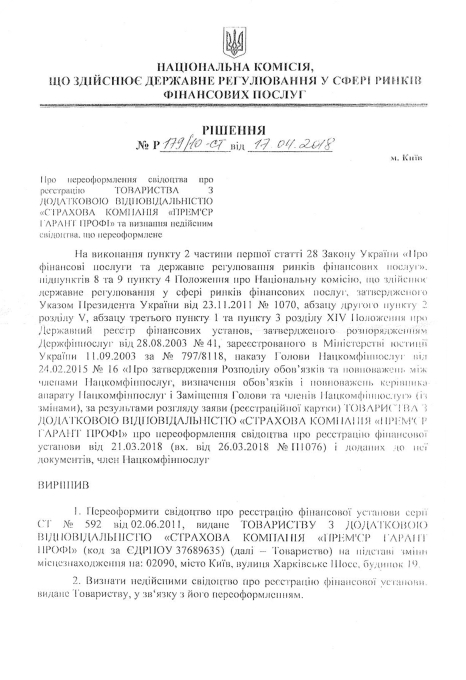 НАЦІОНАЛЬНА КОМІСІЯ,
ЩО ЗДІЙСНЮЄ ДЕРЖАВНЕ РЕГУЛЮВАННЯ У СФЕРІ РИНКІВ
ФІНАНСОВИХ ПОСЛУГ
РІШЕННЯ
№ Р 179/10-СТ від 17.04.2018
м. Київ
Про переоформлення свідоцтва про
реєстрацію ТОВАРИСТВА З
ДОДАТКОВОЮ ВІДПОВІДАЛЬНІСТЮ
«СТРАХОВА КОМПАНІЯ «ПРЕМ'ЄР
ГАРАНТ ПРОФІ» та визнання недійсним
свідоцтва, що переоформлене
На виконання пункту 2 частини першої статті 28 Закону України «Про
фінансові послуги та державне регулювання ринків фінансових послуг»,
підпунктів 8 та 9 пункту 4 Положення про Національну комісію, що здійснює
державне регулювання у сфері ринків фінансових послуг, затвердженого
Указом Президента України від 23.11.2011 № 1070, абзацу другого пункту 2
розділу V, абзацу третього пункту 1 та пункту 3 розділу XIV Положення про
Державний реєстр фінансових установ, затвердженого розпорядженням
Держфінпослуг від 28.08.2003 № 41, зареєстрованого в Міністерстві юстиції
України 11.09.2003 за № 797/8118, наказу Голови Нацкомфінпослуг від
24.02.2015 № 16 «Про затвердження Розподілу обов'язків та повноважень між
членами Нацкомфінпослуг, визначення обов'язків і повноважень керівника
апарату Нацкомфінпослуг і Заміщення Голови та членів Нацкомфінпослуг» (із
змінами), за результатами розгляду заяви (реєстраційної картки) ТОВАРИСТВА З
ДОДАТКОВОЮ ВІДПОВІДАЛЬНІСТЮ «СТРАХОВА КОМПАНІЯ «ПРЕМ'ЄР
ГАРАНТ ПРОФІ» про переоформлення свідоцтва про реєстрацію фінансової
установи від 21.03.2018 (вх. від 26.03.2018 №П1076) і доданих до неї
документів, член Нацкомфінпослуг
ВИРІШИВ
1. Переоформити свідоцтво про реєстрацію фінансової установи серії
СТ № 592 від 02.06.2011, видане ТОВАРИСТВУ З ДОДАТКОВОЮ
ВІДПОВІДАЛЬНІСТЮ «СТРАХОВА КОМПАНІЯ «ПРЕМ'ЄР ГАРАНТ
ПРОФІ» (код за ЄДРПОУ 37689635) (далі – Товариство) на підставі зміни
місцезнаходження на: 02090, місто Київ, вулиця Харківське Шосе, будинок 19.
2. Визнати недійсними свідоцтво про реєстрацію фінансової установи,
видане Товариству, у зв'язку з його переоформленням.